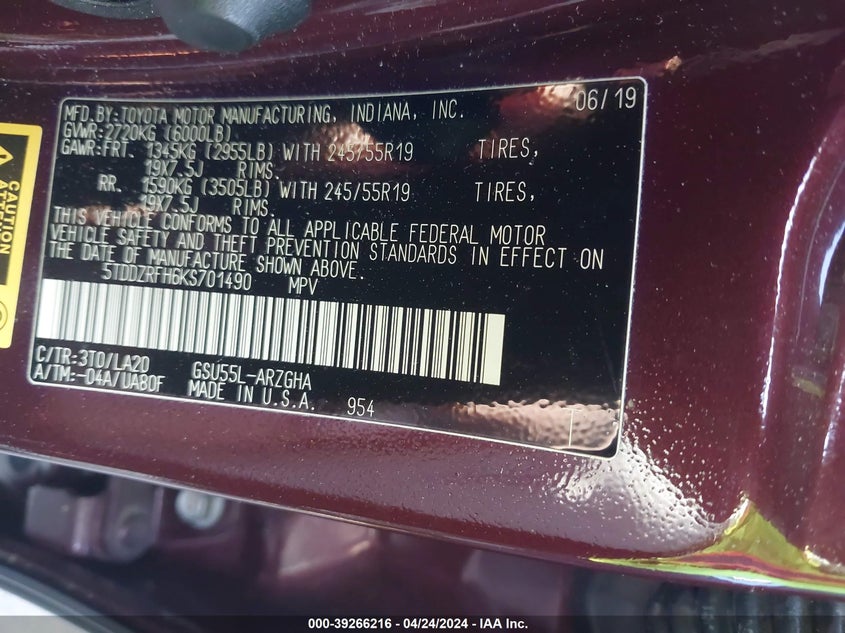 MFD.BY:TOYOTA MOTOR MANUFACTURING, INDIANA, INC. 06/19
GVWR:2720KG (6000LB)
GAWR:FRT. 1345KG (2955LB) WITH 245/55R19 TIRES,
19X7.5J RIMS.
RR. 1590KG (3505LB) WITH 245/55R19 TIRES,
19X7.5J RIMS.
THIS VEHICLE CONFORMS TO ALL APPLICABLE FEDERAL MOTOR
VEHICLE SAFETY AND THEFT PREVENTION STANDARDS IN EFFECT ON
THE DATE OF MANUFACTURE SHOWN ABOVE.
5TDDZRFH6KS701490 MPV
C/TR:3T0/LA20 GSU55L-ARZGHA
A/TM:-04A/UA80F MADE IN U.S.A. 954 T
CAUTION
000-39266216 - 04/24/2024 - IAA Inc.